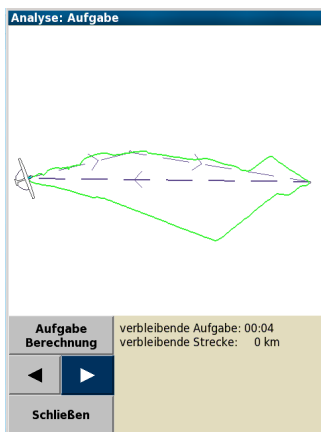 Analyse: Aufgabe
Aufgabe
Berechnung
verbleibende Aufgabe: 00:04
verbleibende Strecke: 0 km
Schließen